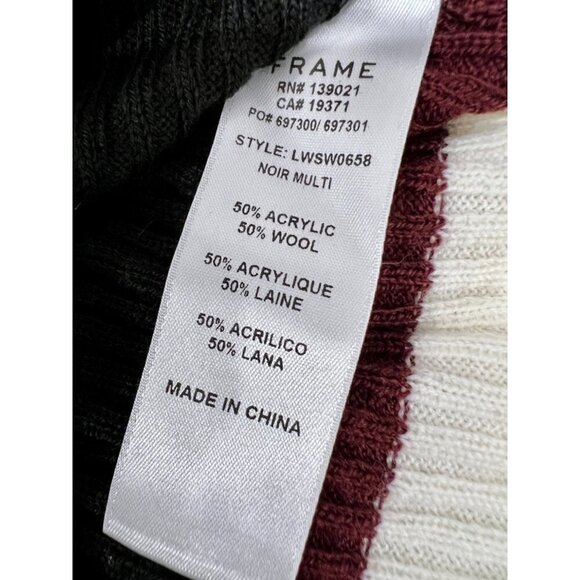 FRAME
RN# 139021
CA# 19371
PO# 697300/ 697301
STYLE: LWSW0658
NOIR MULTI
50% ACRYLIC
50% WOOL
50% ACRYLIQUE
50% LAINE
50% ACRILICO
50% LANA
MADE IN CHINA